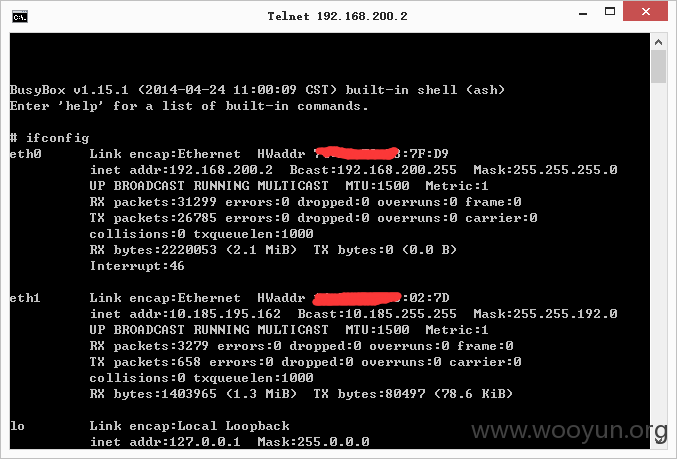 Telnet 192.168.200.2
BusyBox v1.15.1 (2014-04-24 11:00:09 CST) built-in shell (ash)
Enter 'help' for a list of built-in commands.
# ifconfig
eth0 Link encap:Ethernet HWaddr :7F:D9
inet addr:192.168.200.2 Bcast:192.168.200.255 Mask:255.255.255.0
UP BROADCAST RUNNING MULTICAST MTU:1500 Metric:1
RX packets:31299 errors:0 dropped:0 overruns:0 frame:0
TX packets:26785 errors:0 dropped:0 overruns:0 carrier:0
collisions:0 txqueuelen:1000
RX bytes:2220053 (2.1 MiB) TX bytes:0 (0.0 B)
Interrupt:46
eth1 Link encap:Ethernet HWaddr :02:7D
inet addr:10.185.195.162 Bcast:10.185.255.255 Mask:255.255.192.0
UP BROADCAST RUNNING MULTICAST MTU:1500 Metric:1
RX packets:3279 errors:0 dropped:0 overruns:0 frame:0
TX packets:658 errors:0 dropped:0 overruns:0 carrier:0
collisions:0 txqueuelen:1000
RX bytes:1403965 (1.3 MiB) TX bytes:80497 (78.6 KiB)
lo Link encap:Local Loopback
inet addr:127.0.0.1 Mask:255.0.0.0
www.wooyun.org